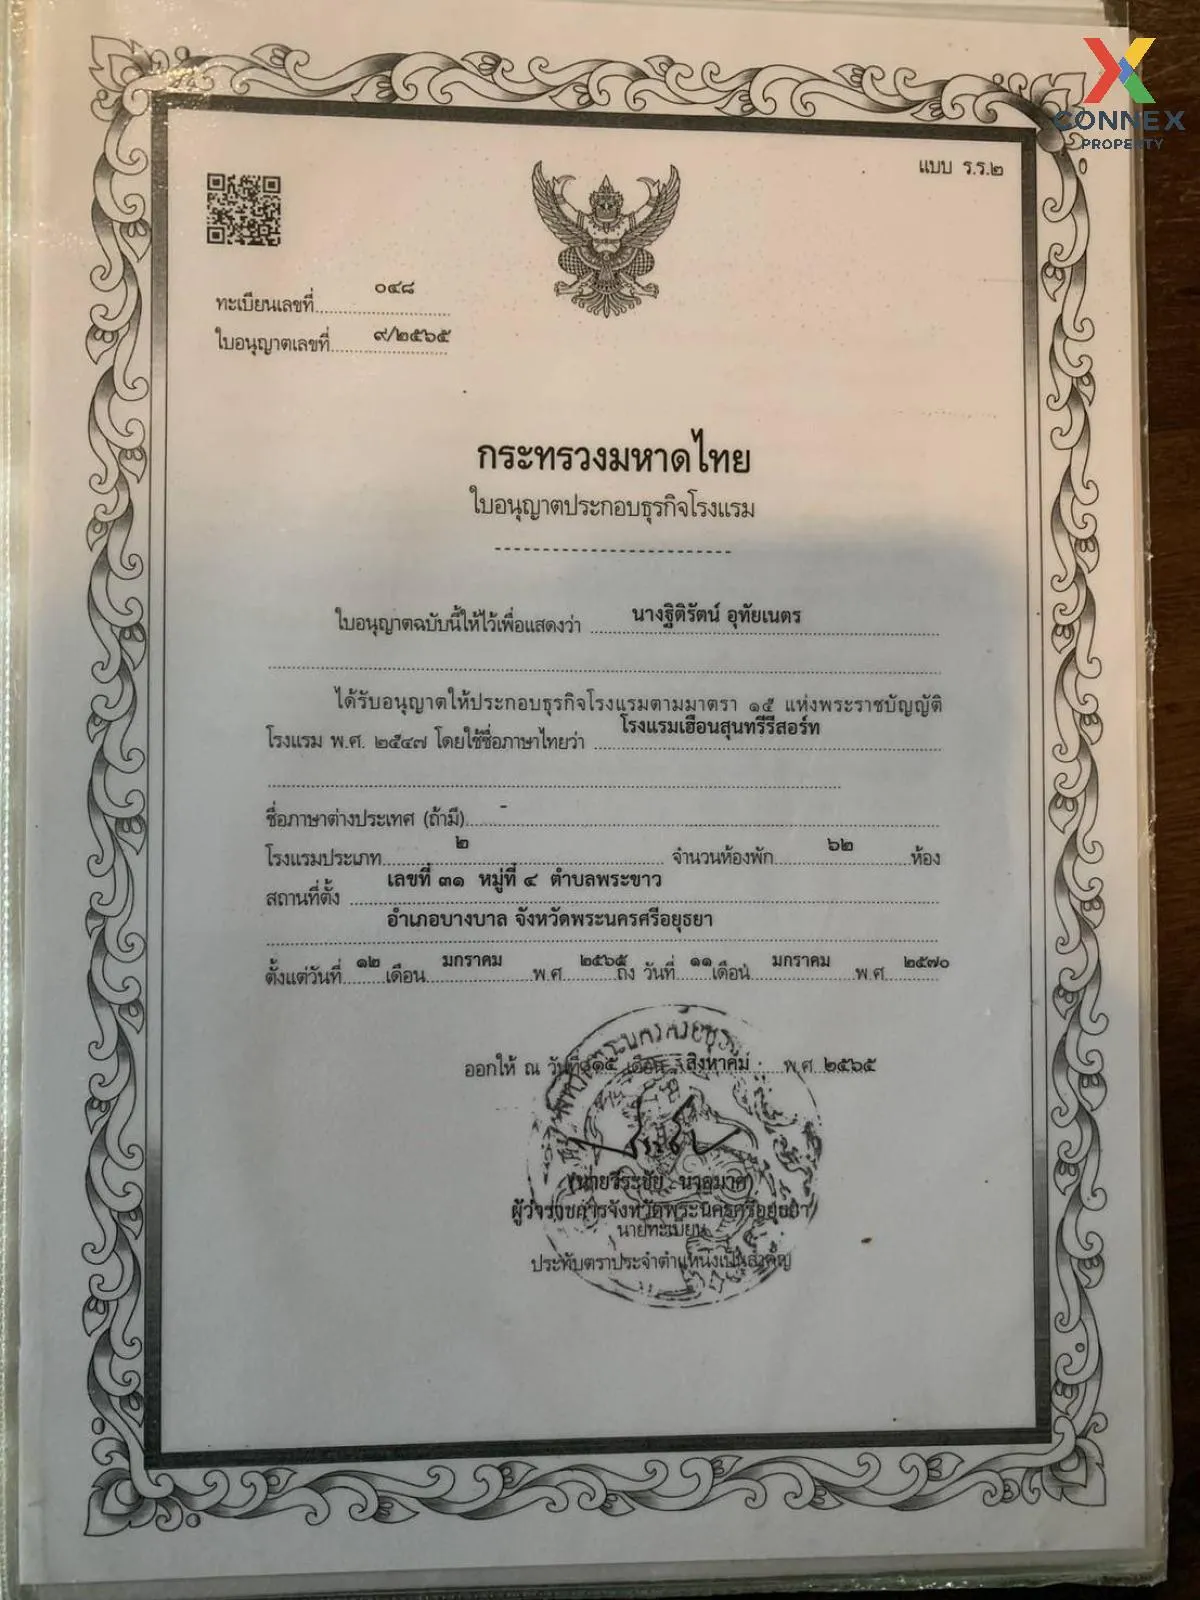 CONNEX
PROPERTY
แบบ ร.ร.๒
ทะเบียนเลขที่ ๐๔๘
ใบอนุญาตเลขที่ ๙/๒๕๖๕
กระทรวงมหาดไทย
ใบอนุญาตประกอบธุรกิจโรงแรม
ใบอนุญาตฉบับนี้ให้ไว้เพื่อแสดงว่า นางฐิติรัตน์ อุทัยเนตร
ได้รับอนุญาตให้ประกอบธุรกิจโรงแรมตามมาตรา ๑๕ แห่งพระราชบัญญัติ
โรงแรม พ.ศ. ๒๕๔๗ โดยใช้ชื่อภาษาไทยว่า โรงแรมเฮือนสุนทรีรีสอร์ท
ชื่อภาษาต่างประเทศ (ถ้ามี) -
โรงแรมประเภท ๒ จำนวนห้องพัก ๖๒ ห้อง
สถานที่ตั้ง เลขที่ ๓๑ หมู่ที่ ๔ ตำบลพระขาว
อำเภอบางบาล จังหวัดพระนครศรีอยุธยา
ตั้งแต่วันที่ ๑๒ เดือน มกราคม พ.ศ. ๒๕๖๕ ถึง วันที่ ๑๑ เดือน มกราคม พ.ศ. ๒๕๗๐
ออกให้ ณ วันที่ ๑๕ เดือน สิงหาคม พ.ศ. ๒๕๖๕
(นายวีระชัย นาคมาศ)
ผู้ว่าราชการจังหวัดพระนครศรีอยุธยา
นายทะเบียน
ประทับตราประจำตำแหน่งเป็นสำคัญ